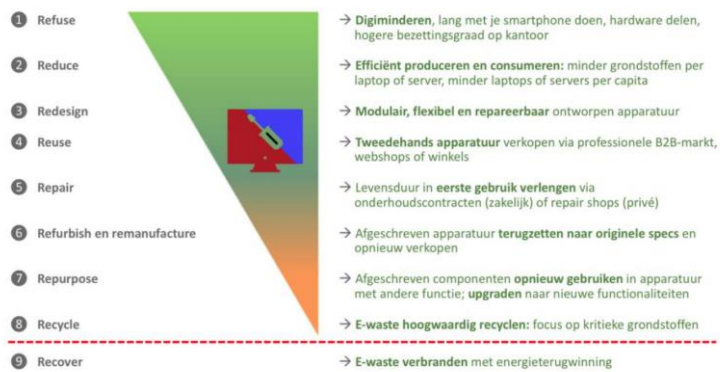 1 Refuse
→ Digiminderen, lang met je smartphone doen, hardware delen,
hogere bezettingsgraad op kantoor
2 Reduce
→ Efficiënt produceren en consumeren: minder grondstoffen per
laptop of server, minder laptops of servers per capita
3 Redesign
→ Modulair, flexibel en repareerbaar ontworpen apparatuur
4 Reuse
→ Tweedehands apparatuur verkopen via professionele B2B-markt,
webshops of winkels
5 Repair
→ Levensduur in eerste gebruik verlengen via
onderhoudscontracten (zakelijk) of repair shops (privé)
6 Refurbish en remanufacture
→ Afgeschreven apparatuur terugzetten naar originele specs en
opnieuw verkopen
7 Repurpose
→ Afgeschreven componenten opnieuw gebruiken in apparatuur
met andere functie; upgraden naar nieuwe functionaliteiten
8 Recycle
→ E-waste hoogwaardig recyclen: focus op kritieke grondstoffen
9 Recover
→ E-waste verbranden met energieterugwinning